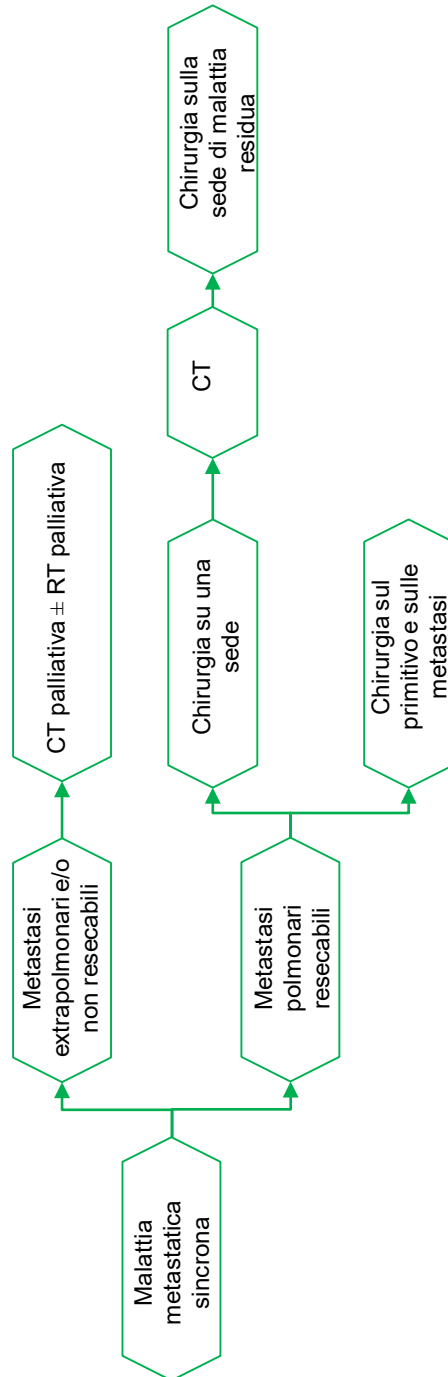 Malattia
metastatica
sincrona
Metastasi
extrapolmonari e/o
non resecabili
CT palliativa ± RT palliativa
Metastasi
polmonari
resecabili
Chirurgia su una
sede
CT
Chirurgia sulla
sede di malattia
residua
Chirurgia sul
primitivo e sulle
metastasi